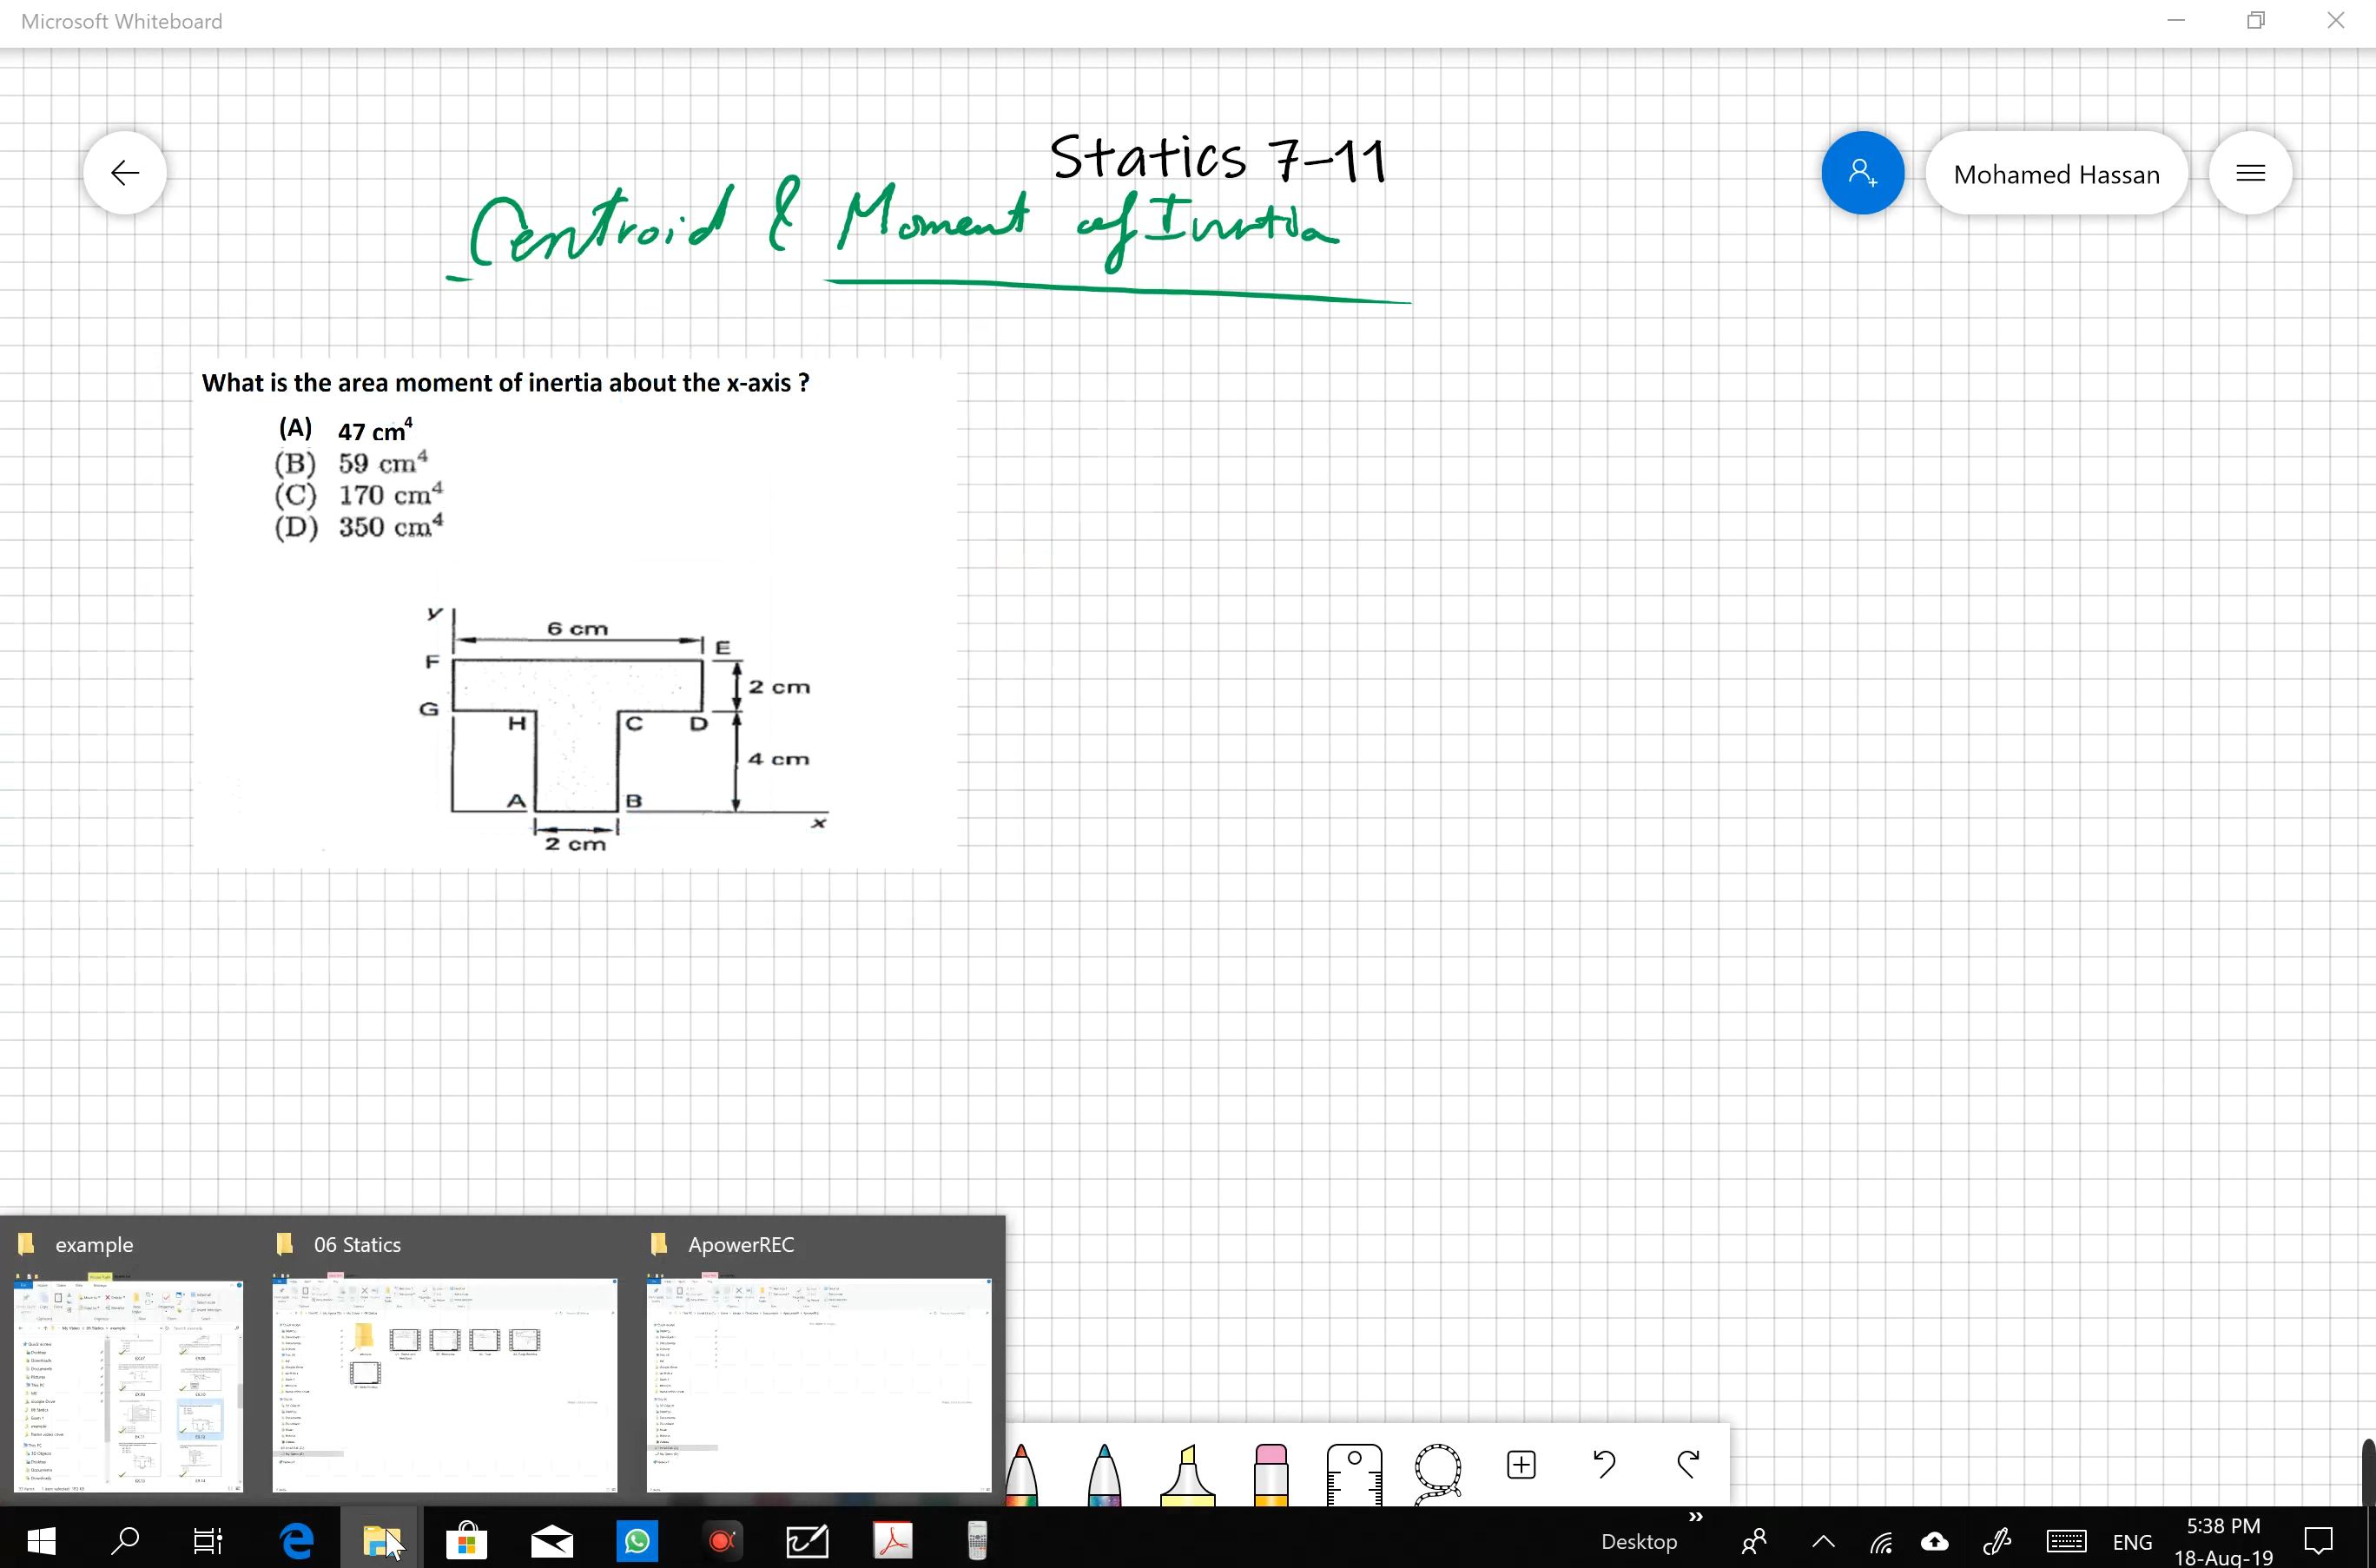 Microsoft Whiteboard
Statics 7-11
Mohamed Hassan
Centroid & Moment of Inertia
What is the area moment of inertia about the x-axis ?
(A) 47 cm⁴
(B) 59 cm⁴
(C) 170 cm⁴
(D) 350 cm⁴
y
6 cm
E
F
2 cm
G
H
C
D
4 cm
A
B
x
2 cm
example
06 Statics
ApowerREC
Desktop
ENG
5:38 PM
18-Aug-19